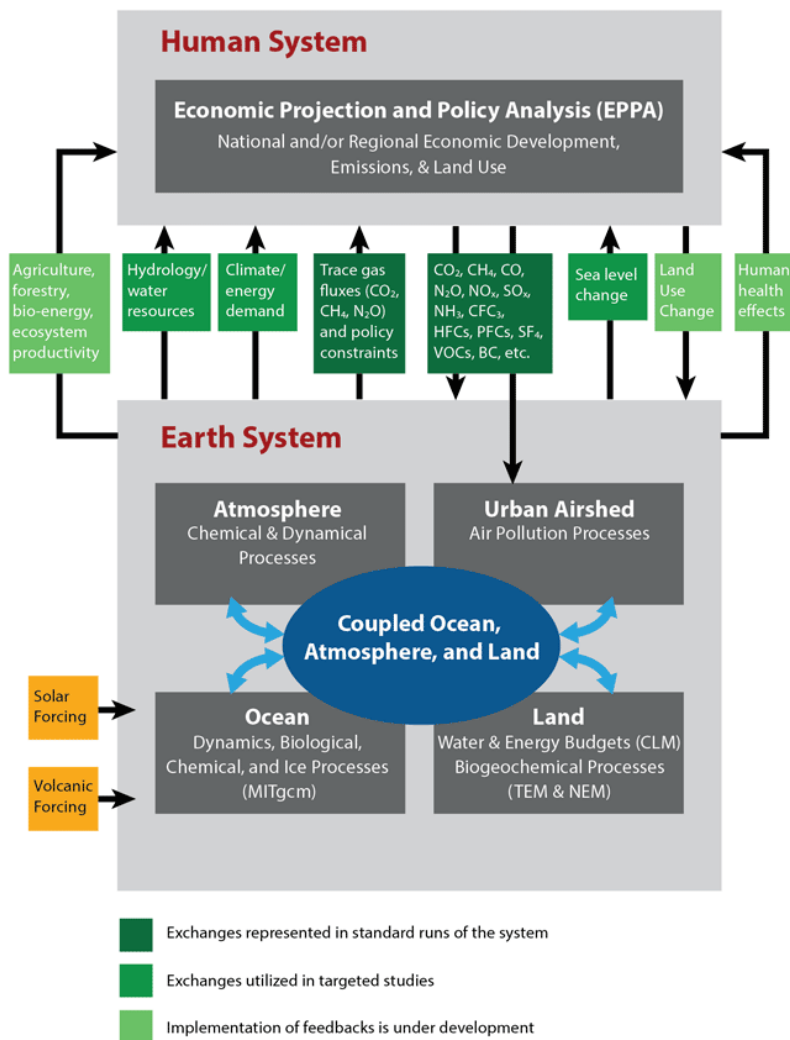 Human System
Economic Projection and Policy Analysis (EPPA)
National and/or Regional Economic Development,
Emissions, & Land Use
Agriculture,
forestry,
bio-energy,
ecosystem
productivity
Hydrology/
water
resources
Climate/
energy
demand
Trace gas
fluxes (CO₂,
CH₄, N₂O)
and policy
constraints
CO₂, CH₄, CO,
N₂O, NOₓ, SOₓ,
NH₃, CFC₃,
HFCs, PFCs, SF₄,
VOCs, BC, etc.
Sea level
change
Land
Use
Change
Human
health
effects
Earth System
Atmosphere
Chemical & Dynamical
Processes
Urban Airshed
Air Pollution Processes
Coupled Ocean,
Atmosphere, and Land
Solar
Forcing
Volcanic
Forcing
Ocean
Dynamics, Biological,
Chemical, and Ice Processes
(MITgcm)
Land
Water & Energy Budgets (CLM)
Biogeochemical Processes
(TEM & NEM)
Exchanges represented in standard runs of the system
Exchanges utilized in targeted studies
Implementation of feedbacks is under development